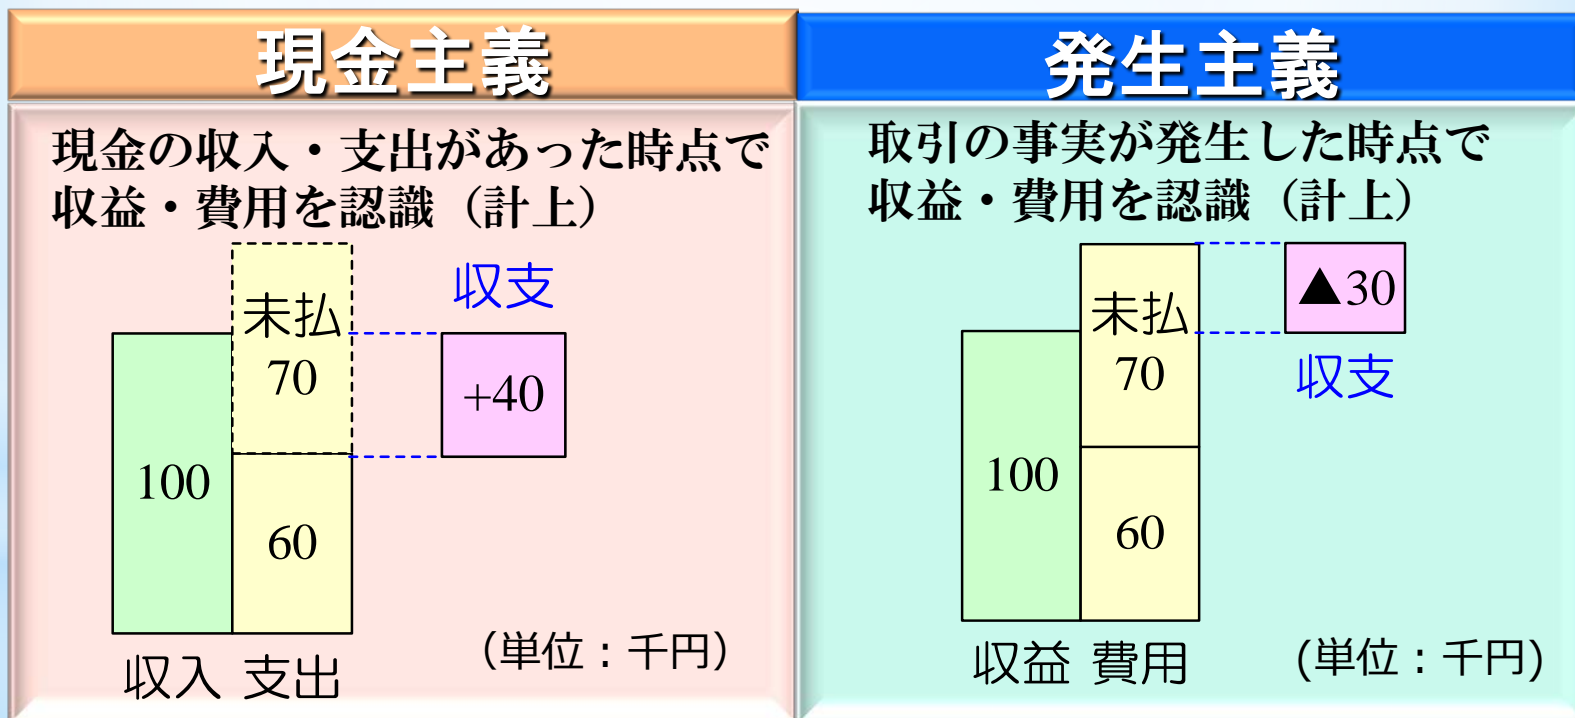 現金主義
現金の収入・支出があった時点で
収益・費用を認識（計上）
収支
未払
70
+40
100
60
（単位：千円）
収入 支出
発生主義
取引の事実が発生した時点で
収益・費用を認識（計上）
▲30
未払
収支
70
100
60
(単位：千円)
収益 費用